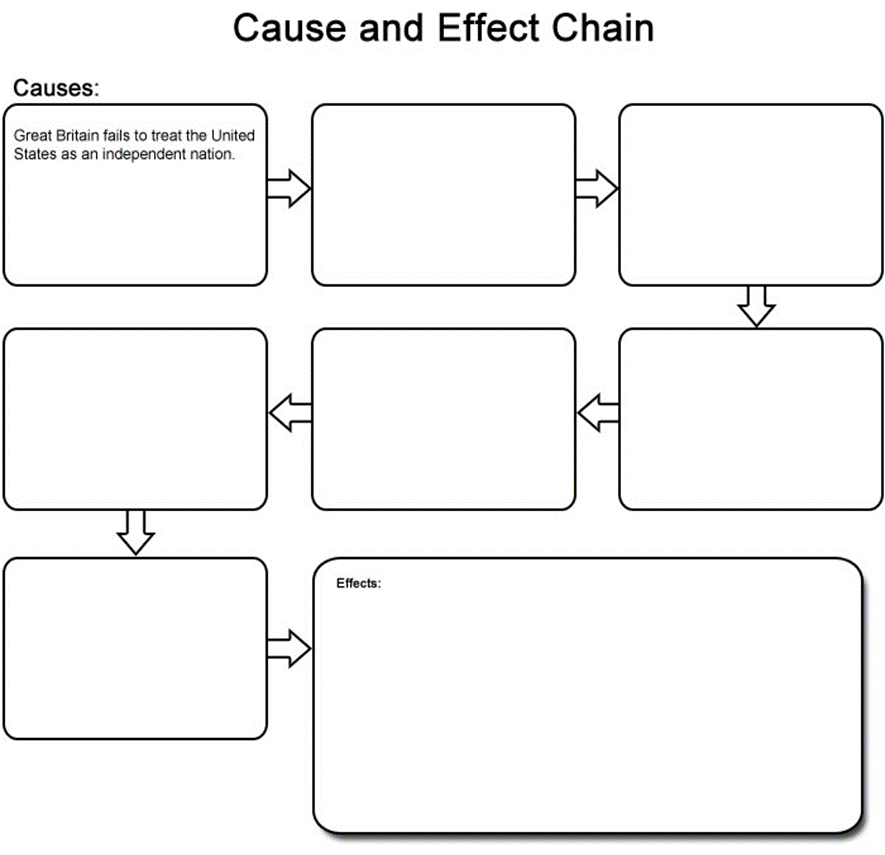 Cause and Effect Chain
Causes:
Great Britain fails to treat the United
States as an independent nation.
Effects: